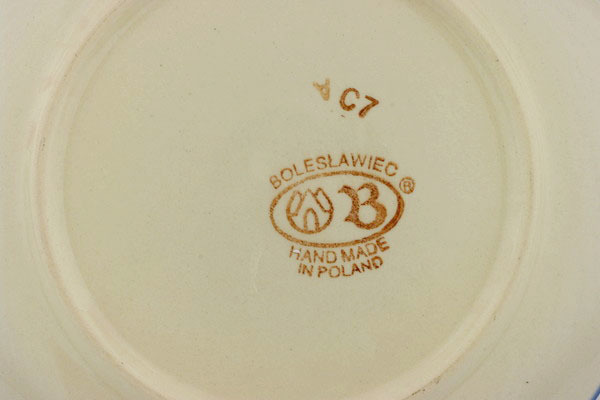 C7
BOLESŁAWIEC ®
B
HAND MADE
IN POLAND